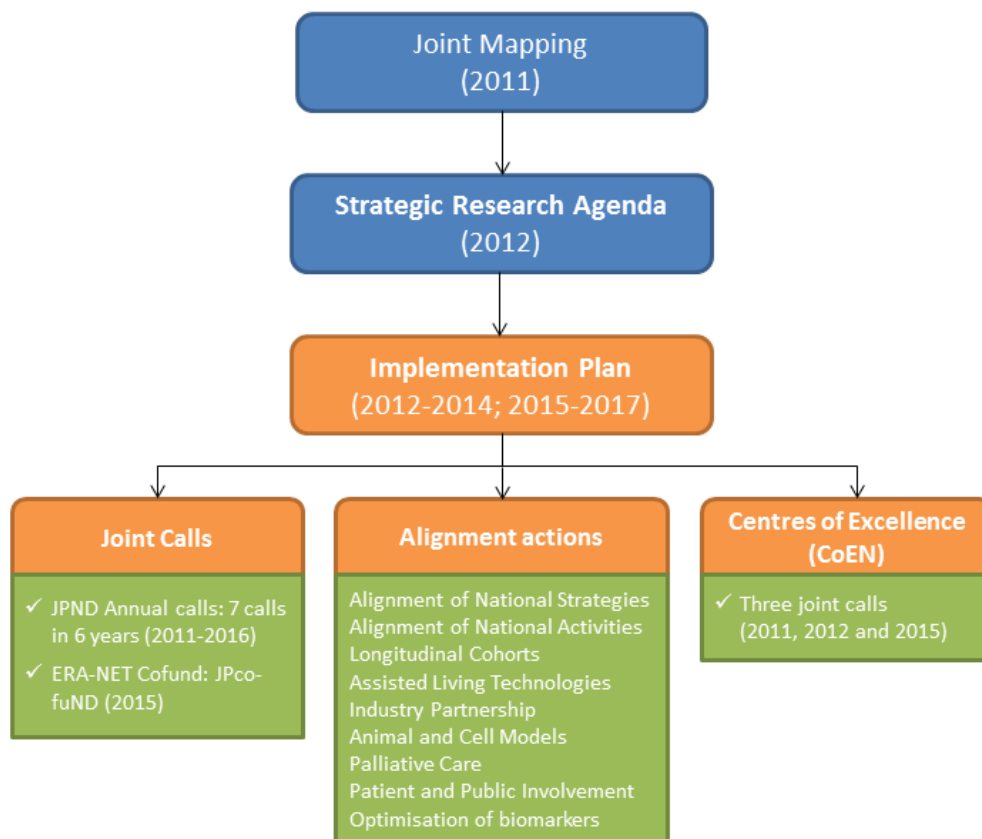 Joint Mapping
(2011)
Strategic Research Agenda
(2012)
Implementation Plan
(2012-2014; 2015-2017)
Joint Calls
✓ JPND Annual calls: 7 calls
in 6 years (2011-2016)
✓ ERA-NET Cofund: JPco-
fuND (2015)
Alignment actions
Alignment of National Strategies
Alignment of National Activities
Longitudinal Cohorts
Assisted Living Technologies
Industry Partnership
Animal and Cell Models
Palliative Care
Patient and Public Involvement
Optimisation of biomarkers
Centres of Excellence
(CoEN)
✓ Three joint calls
(2011, 2012 and 2015)